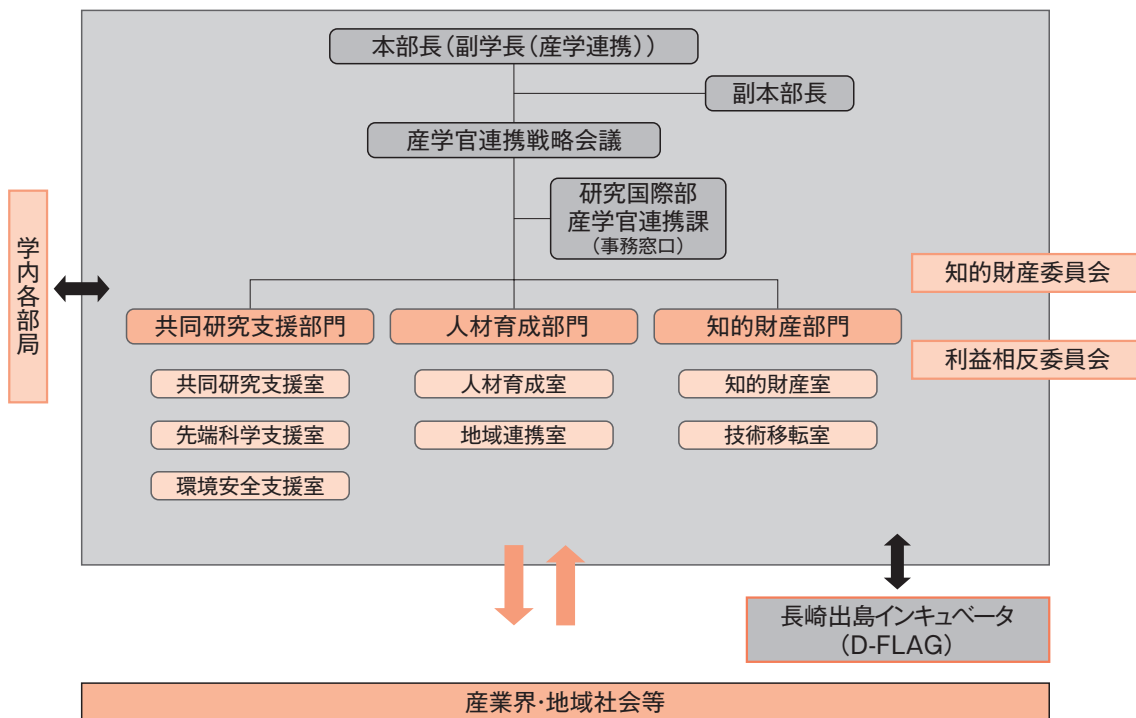 本部長（副学長（産学連携））
副本部長
産学官連携戦略会議
研究国際部
産学官連携課
（事務窓口）
学内各部局
知的財産委員会
利益相反委員会
共同研究支援部門
人材育成部門
知的財産部門
共同研究支援室
人材育成室
知的財産室
先端科学支援室
地域連携室
技術移転室
環境安全支援室
長崎出島インキュベータ
（D-FLAG）
産業界・地域社会等